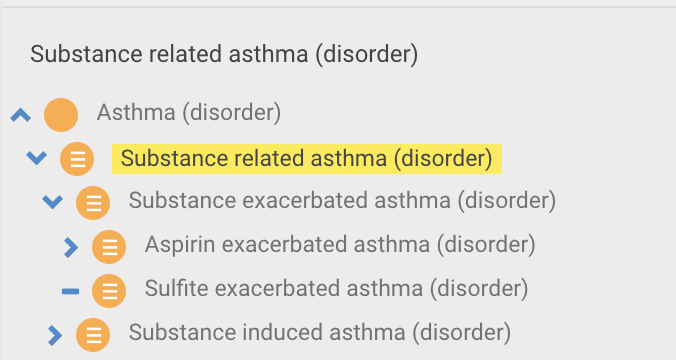 Substance related asthma (disorder)
Asthma (disorder)
Substance related asthma (disorder)
Substance exacerbated asthma (disorder)
Aspirin exacerbated asthma (disorder)
Sulfite exacerbated asthma (disorder)
Substance induced asthma (disorder)